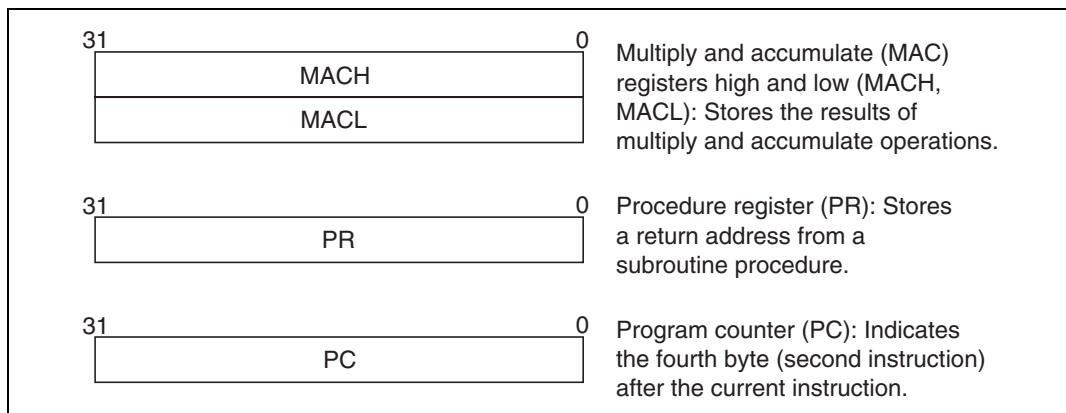 31 0
MACH
MACL
Multiply and accumulate (MAC)
registers high and low (MACH,
MACL): Stores the results of
multiply and accumulate operations.
31 0
PR
Procedure register (PR): Stores
a return address from a
subroutine procedure.
31 0
PC
Program counter (PC): Indicates
the fourth byte (second instruction)
after the current instruction.